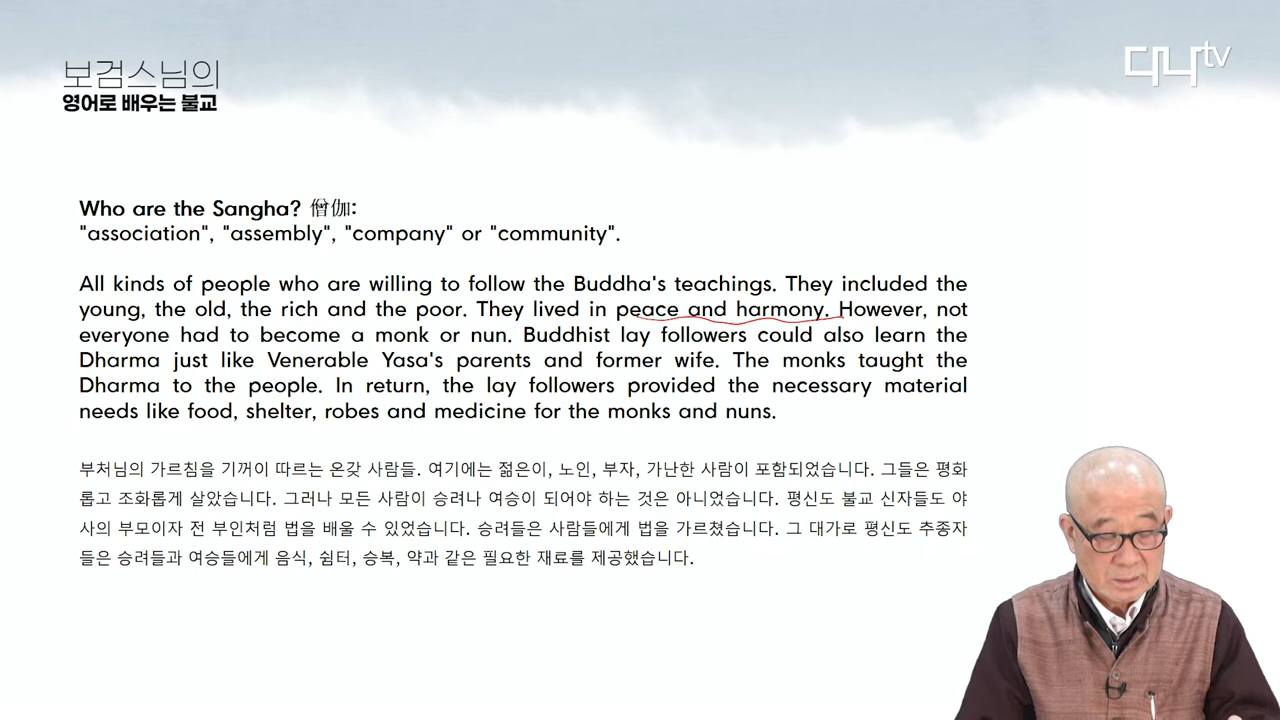 보검스님의
영어로 배우는 불교
다나tv
Who are the Sangha? 僧伽:
"association", "assembly", "company" or "community".
All kinds of people who are willing to follow the Buddha's teachings. They included the
young, the old, the rich and the poor. They lived in peace and harmony. However, not
everyone had to become a monk or nun. Buddhist lay followers could also learn the
Dharma just like Venerable Yasa's parents and former wife. The monks taught the
Dharma to the people. In return, the lay followers provided the necessary material
needs like food, shelter, robes and medicine for the monks and nuns.
부처님의 가르침을 기꺼이 따르는 온갖 사람들. 여기에는 젊은이, 노인, 부자, 가난한 사람이 포함되었습니다. 그들은 평화
롭고 조화롭게 살았습니다. 그러나 모든 사람이 승려나 여승이 되어야 하는 것은 아니었습니다. 평신도 불교 신자들도 야
사의 부모이자 전 부인처럼 법을 배울 수 있었습니다. 승려들은 사람들에게 법을 가르쳤습니다. 그 대가로 평신도 추종자
들은 승려들과 여승들에게 음식, 쉼터, 승복, 약과 같은 필요한 재료를 제공했습니다.